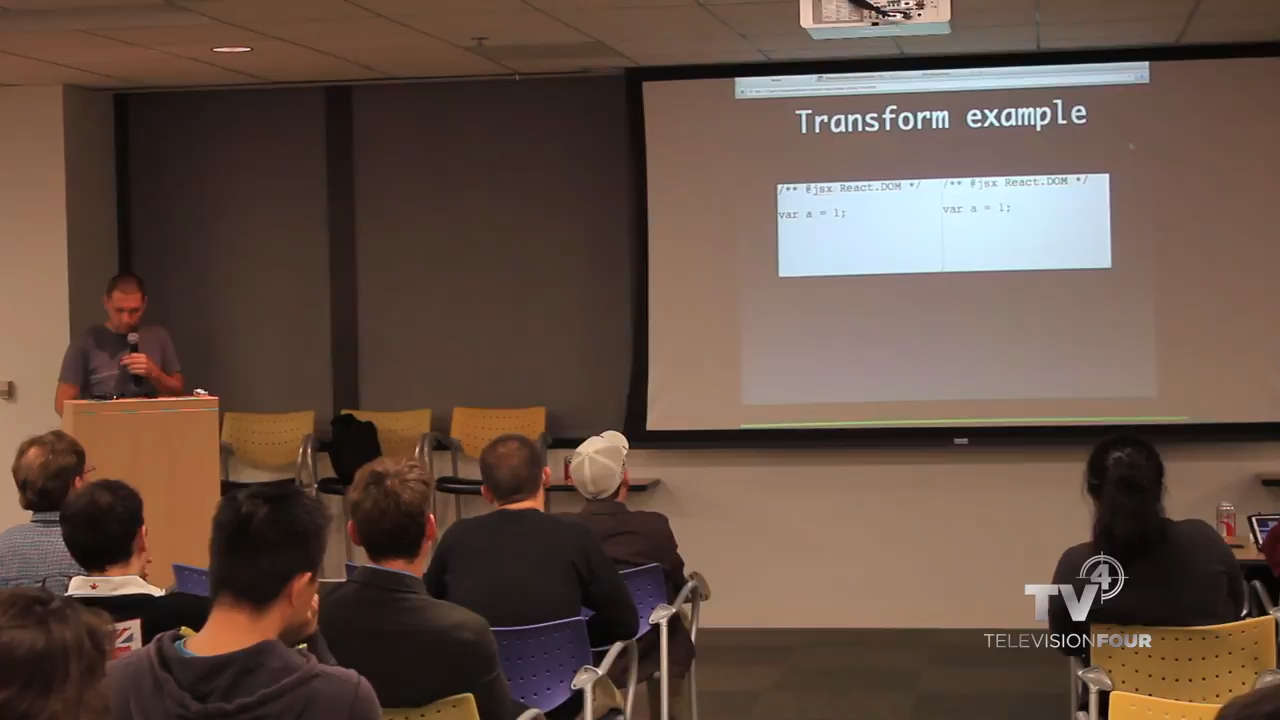 Transform example
/** @jsx React.DOM */
var a = 1;
/** @jsx React.DOM */
var a = 1;
TV4
TELEVISIONFOUR